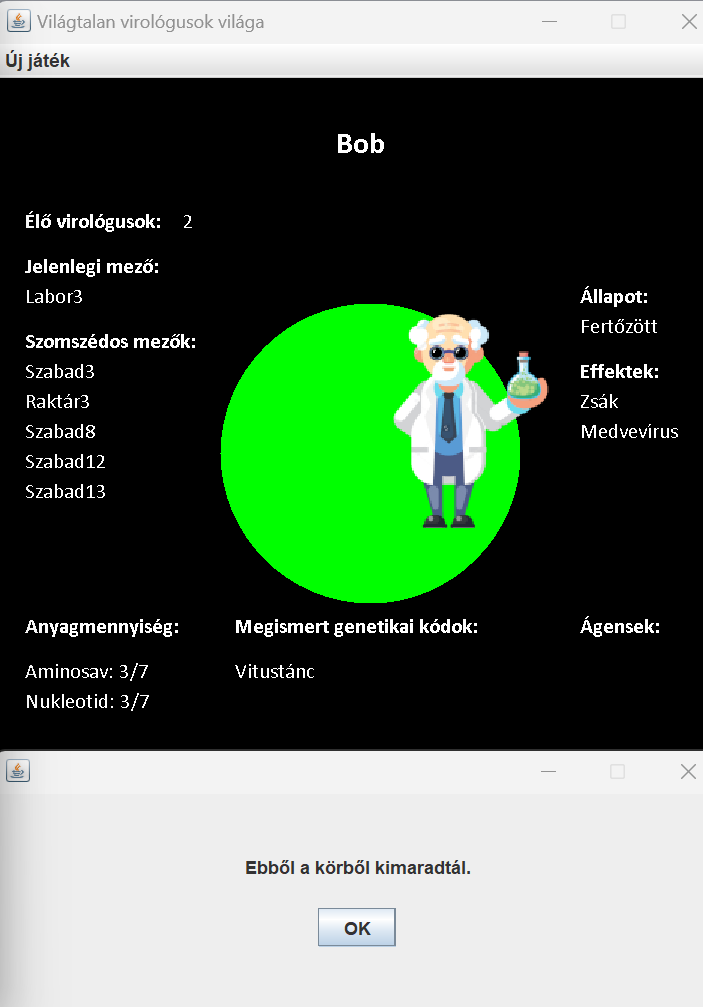 Világtalan virológusok világa
Új játék
Bob
Élő virológusok: 2
Jelenlegi mező:
Labor3
Szomszédos mezők:
Szabad3
Raktár3
Szabad8
Szabad12
Szabad13
Állapot:
Fertőzött
Effektek:
Zsák
Medvevírus
Anyagmennyiség:
Aminosav: 3/7
Nukleotid: 3/7
Megismert genetikai kódok:
Vitustánc
Ágensek:
Ebből a körből kimaradtál.
OK